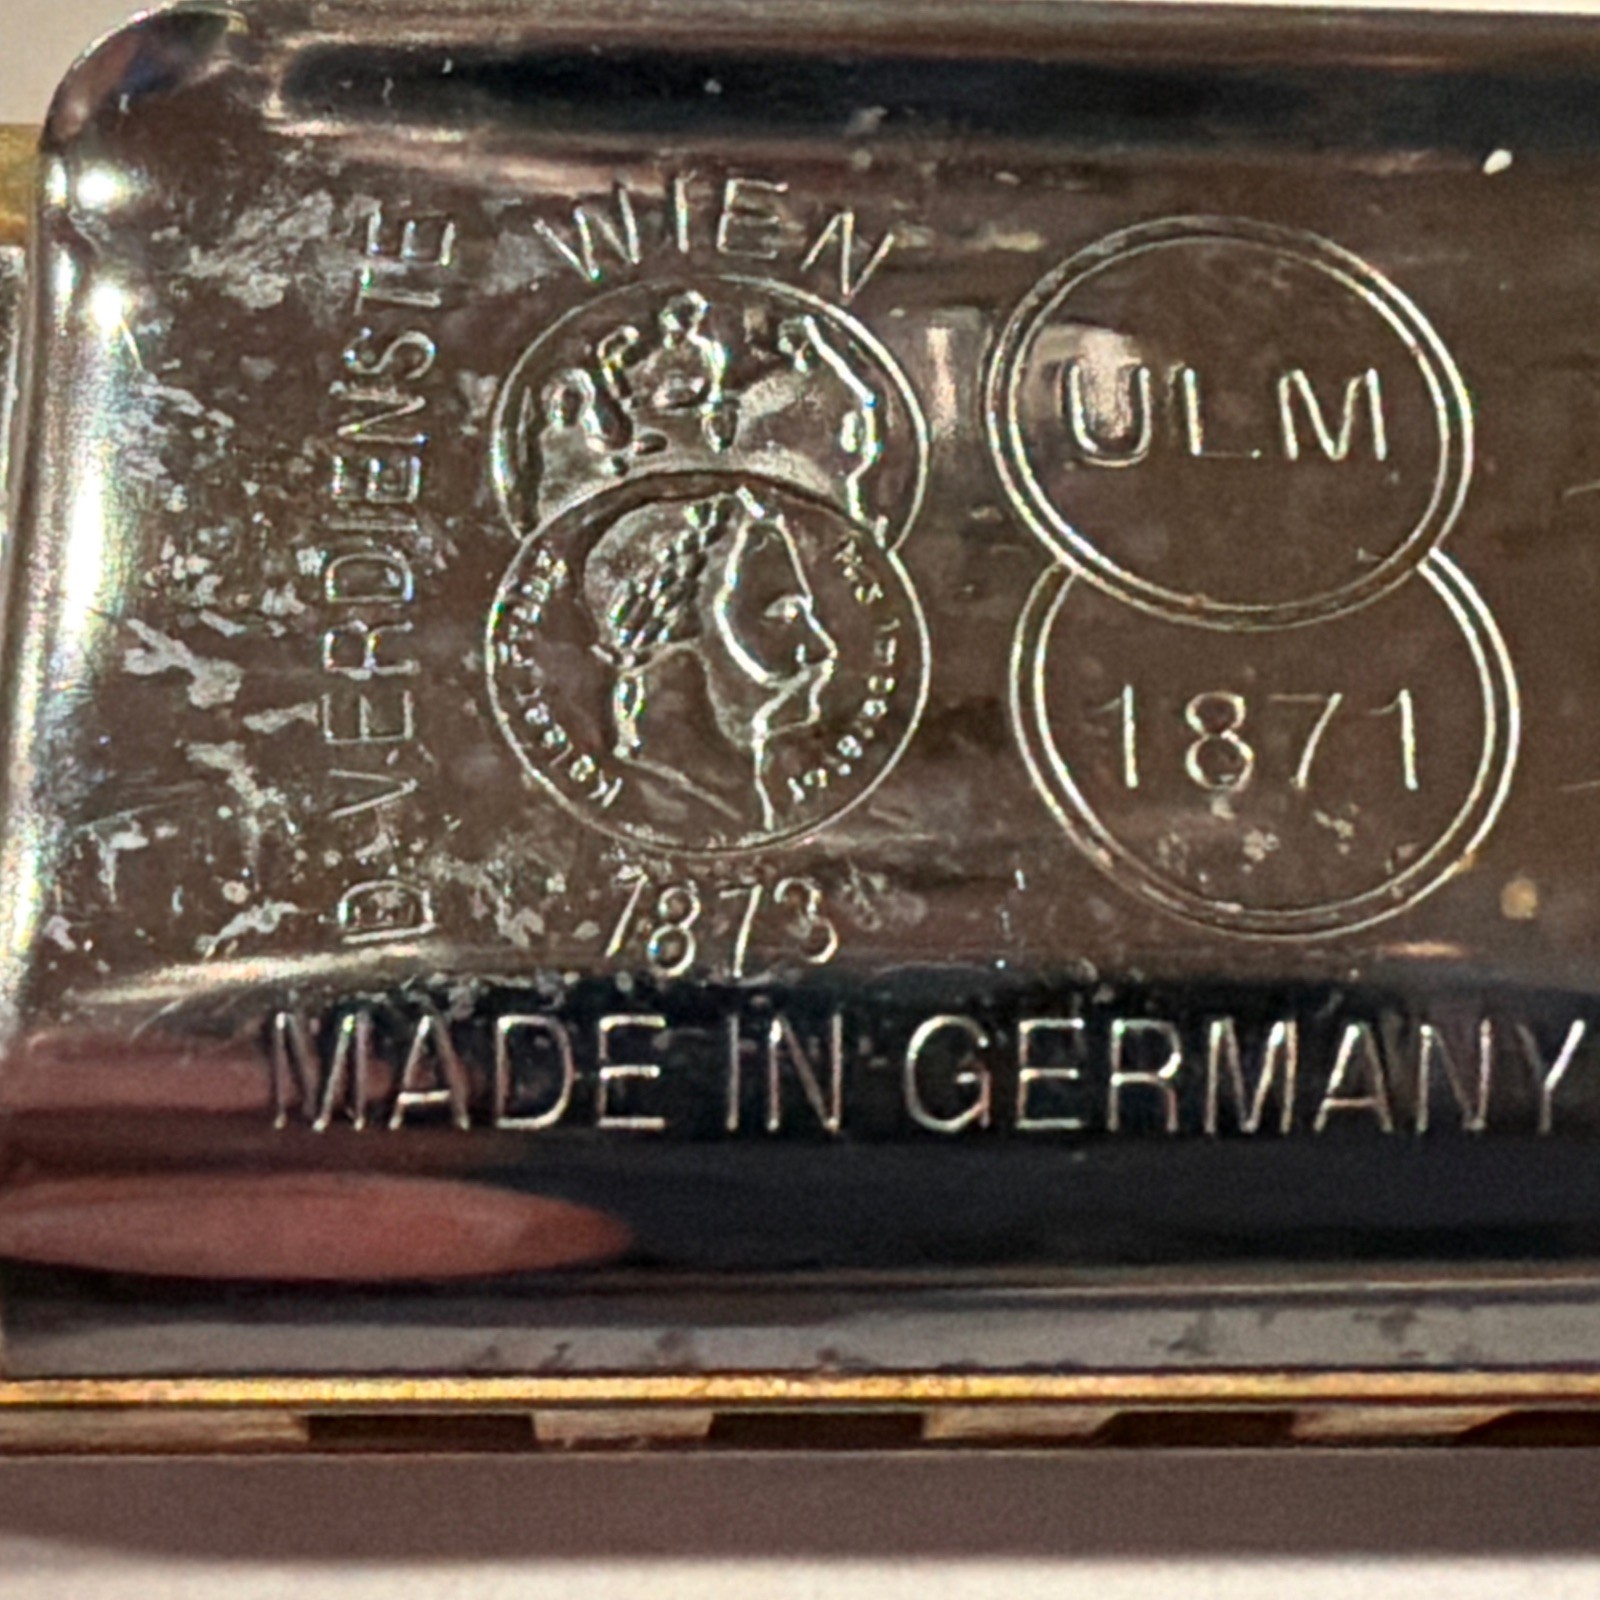 D. VERDIENSTE
WIEN
1873
ULM
1871
MADE IN GERMANY